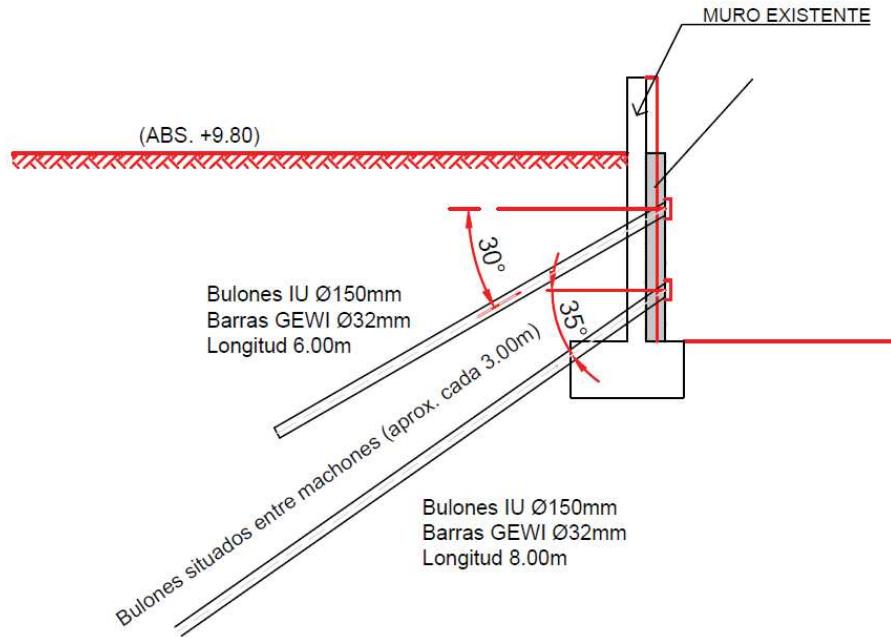 MURO EXISTENTE
(ABS. +9.80)
30°
Bulones IU Ø150mm
Barras GEWI Ø32mm
Longitud 6.00m
35°
Bulones situados entre machones (aprox. cada 3.00m)
Bulones IU Ø150mm
Barras GEWI Ø32mm
Longitud 8.00m